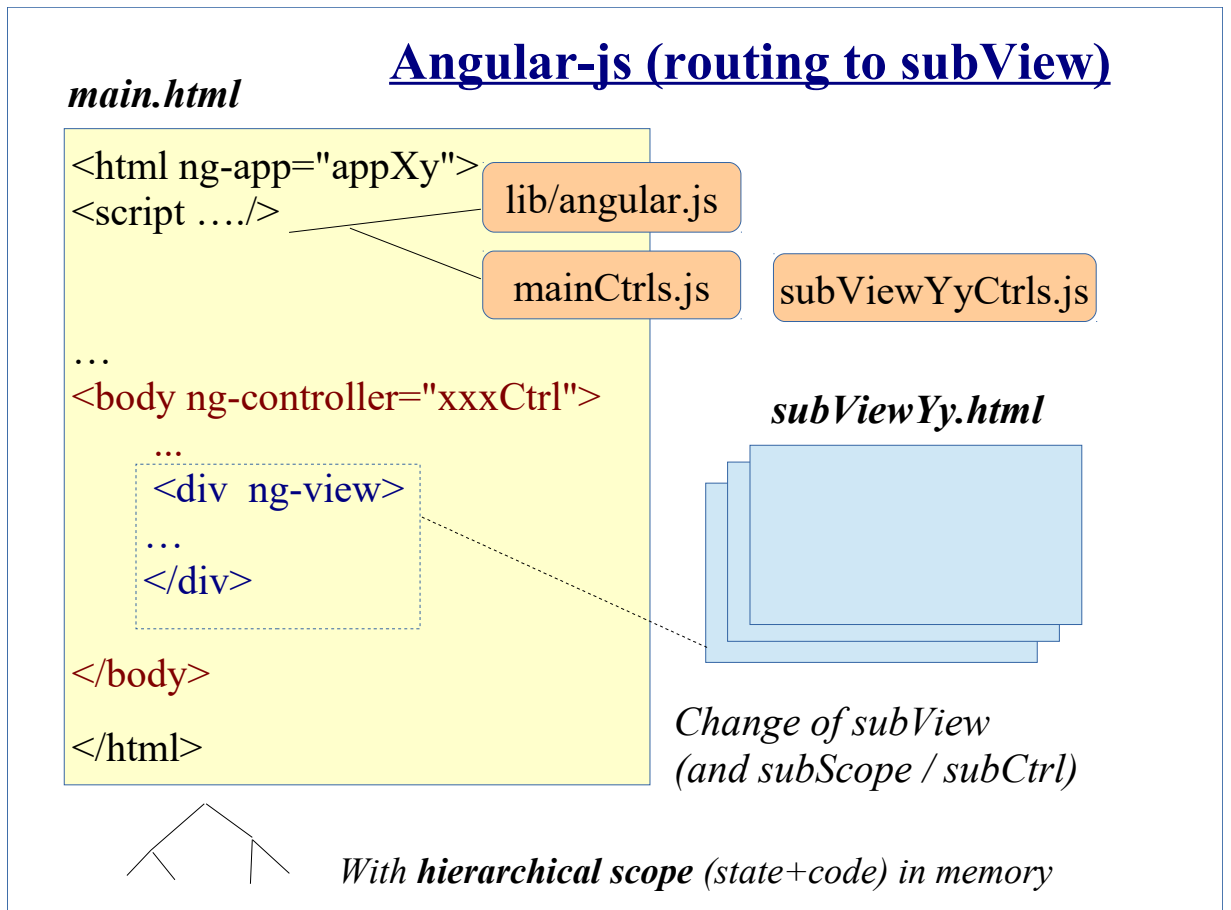 Angular-js (routing to subView)
main.html
<html ng-app="appXy">
<script …./>
lib/angular.js
mainCtrls.js
subViewYyCtrls.js
…
<body ng-controller="xxxCtrl">
...
<div  ng-view>
…
</div>
</body>
</html>
subViewYy.html
Change of subView
(and subScope / subCtrl)
With hierarchical scope (state+code) in memory